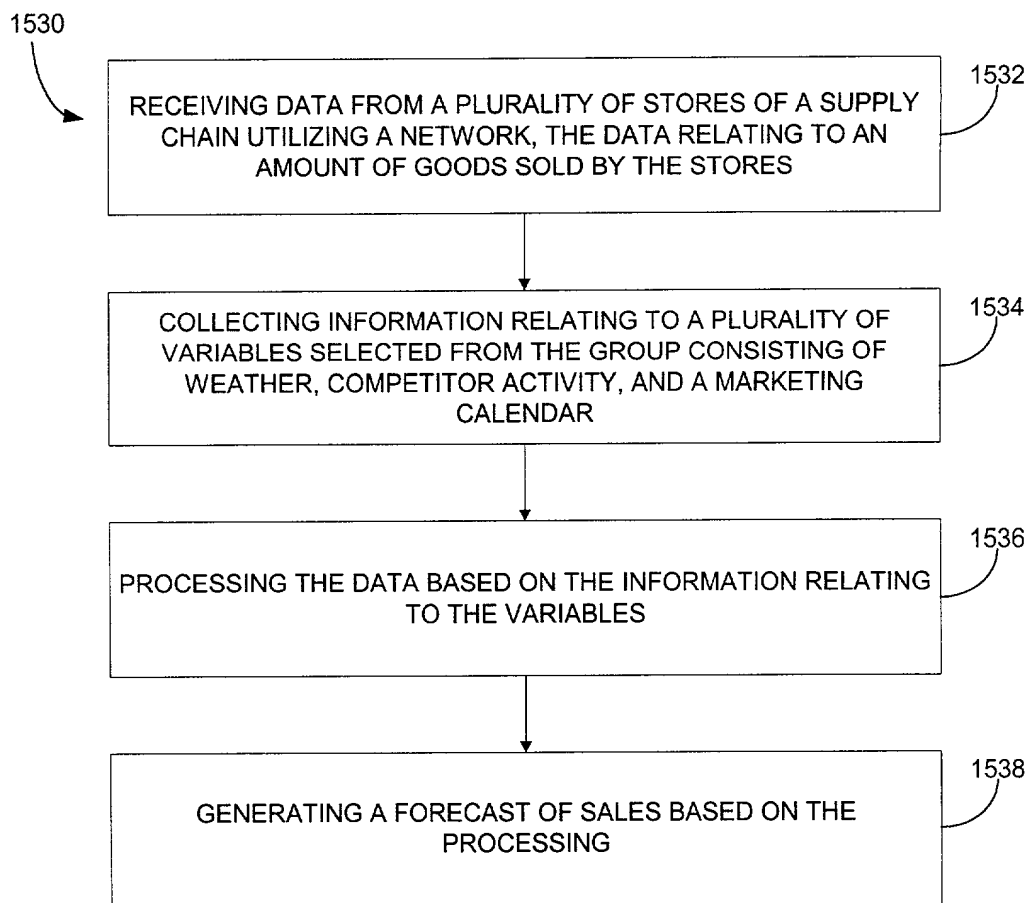 1530
1532
RECEIVING DATA FROM A PLURALITY OF STORES OF A SUPPLY
CHAIN UTILIZING A NETWORK, THE DATA RELATING TO AN
AMOUNT OF GOODS SOLD BY THE STORES
1534
COLLECTING INFORMATION RELATING TO A PLURALITY OF
VARIABLES SELECTED FROM THE GROUP CONSISTING OF
WEATHER, COMPETITOR ACTIVITY, AND A MARKETING
CALENDAR
1536
PROCESSING THE DATA BASED ON THE INFORMATION RELATING
TO THE VARIABLES
1538
GENERATING A FORECAST OF SALES BASED ON THE
PROCESSING